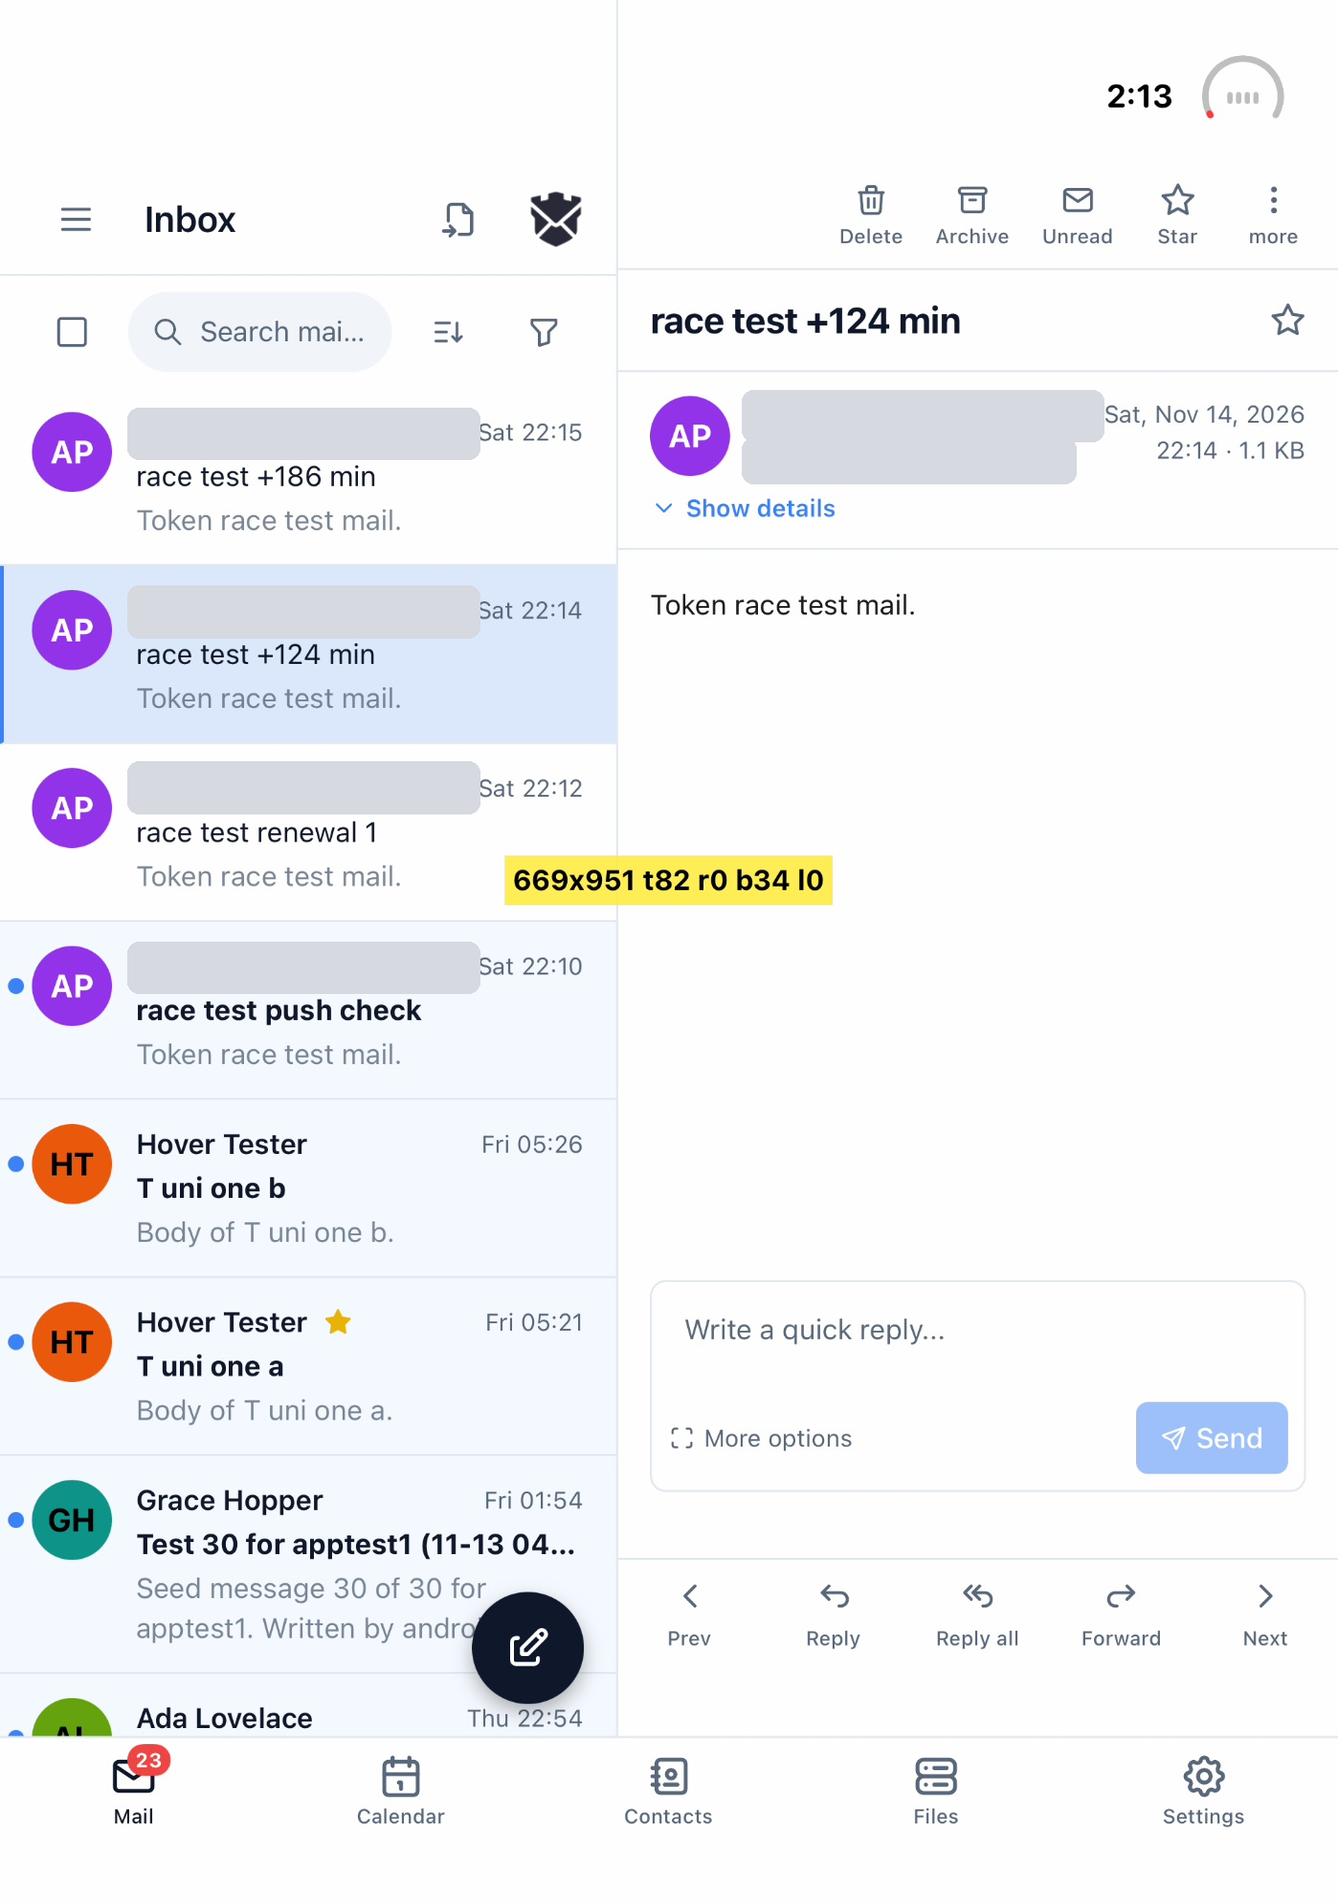 2:13
Inbox
Delete
Archive
Unread
Star
more
Search mai...
race test +124 min
AP
Sat 22:15
race test +186 min
Token race test mail.
AP
Sat 22:14
race test +124 min
Token race test mail.
AP
Sat 22:12
race test renewal 1
Token race test mail.
AP
Sat 22:10
race test push check
Token race test mail.
HT
Hover Tester
Fri 05:26
T uni one b
Body of T uni one b.
HT
Hover Tester
Fri 05:21
T uni one a
Body of T uni one a.
GH
Grace Hopper
Fri 01:54
Test 30 for apptest1 (11-13 04...
Seed message 30 of 30 for
apptest1. Written by andro
Ada Lovelace
Thu 22:54
AP
Sat, Nov 14, 2026
22:14 · 1.1 KB
Show details
Token race test mail.
669x951 t82 r0 b34 l0
Write a quick reply...
More options
Send
Prev
Reply
Reply all
Forward
Next
23
Mail
Calendar
Contacts
Files
Settings